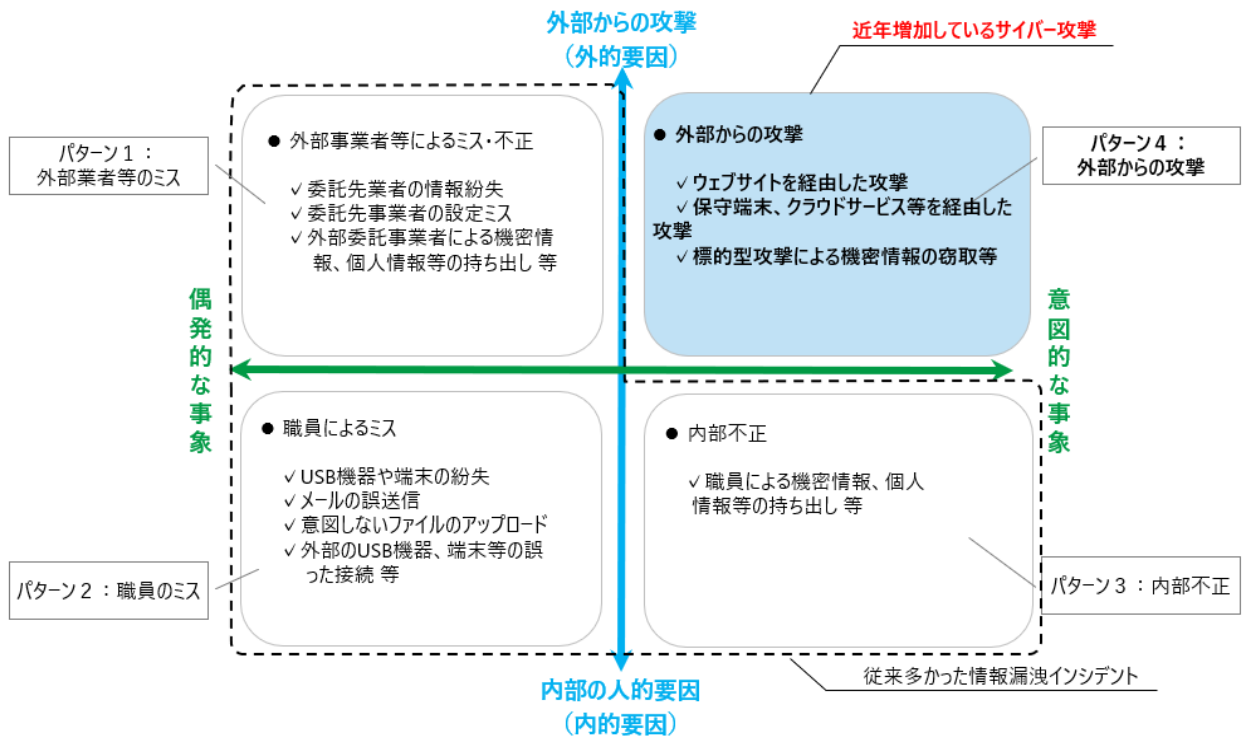 外部からの攻撃
（外的要因）
近年増加しているサイバー攻撃
パターン１：
外部業者等のミス
● 外部事業者等によるミス・不正
✓委託先業者の情報紛失
✓委託先事業者の設定ミス
✓外部委託事業者による機密情
報、個人情報等の持ち出し 等
● 外部からの攻撃
✓ウェブサイトを経由した攻撃
✓保守端末、クラウドサービス等を経由した
攻撃
✓標的型攻撃による機密情報の窃取等
パターン４：
外部からの攻撃
偶発的な事象
意図的な事象
● 職員によるミス
✓USB機器や端末の紛失
✓メールの誤送信
✓意図しないファイルのアップロード
✓外部のUSB機器、端末等の誤
った接続 等
パターン２：職員のミス
● 内部不正
✓職員による機密情報、個人
情報等の持ち出し 等
パターン３：内部不正
従来多かった情報漏洩インシデント
内部の人的要因
（内的要因）